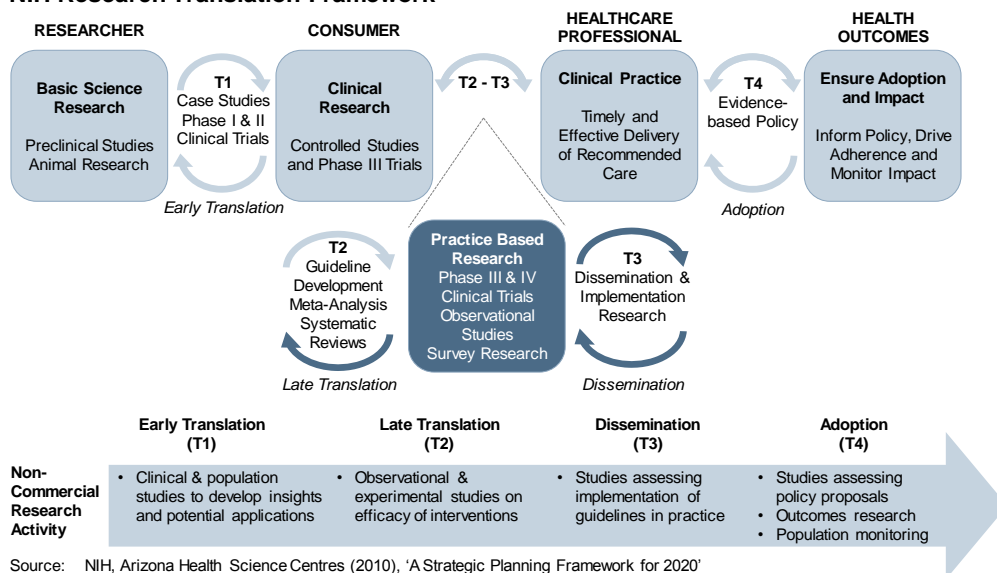 NIH Research Translation Framework
RESEARCHER
CONSUMER
HEALTHCARE
PROFESSIONAL
HEALTH
OUTCOMES
Basic Science
Research
Preclinical Studies
Animal Research
T1
Case Studies
Phase I & II
Clinical Trials
Early Translation
Clinical
Research
Controlled Studies
and Phase III Trials
T2 - T3
Clinical Practice
Timely and
Effective Delivery
of Recommended
Care
T4
Evidence-
based Policy
Adoption
Ensure Adoption
and Impact
Inform Policy, Drive
Adherence and
Monitor Impact
T2
Guideline
Development
Meta-Analysis
Systematic
Reviews
Late Translation
Practice Based
Research
Phase III & IV
Clinical Trials
Observational
Studies
Survey Research
T3
Dissemination &
Implementation
Research
Dissemination
Early Translation
(T1)
Late Translation
(T2)
Dissemination
(T3)
Adoption
(T4)
Non-
Commercial
Research
Activity
• Clinical & population
studies to develop insights
and potential applications
• Observational &
experimental studies on
efficacy of interventions
• Studies assessing
implementation of
guidelines in practice
• Studies assessing
policy proposals
• Outcomes research
• Population monitoring
Source: NIH, Arizona Health Science Centres (2010), 'A Strategic Planning Framework for 2020'